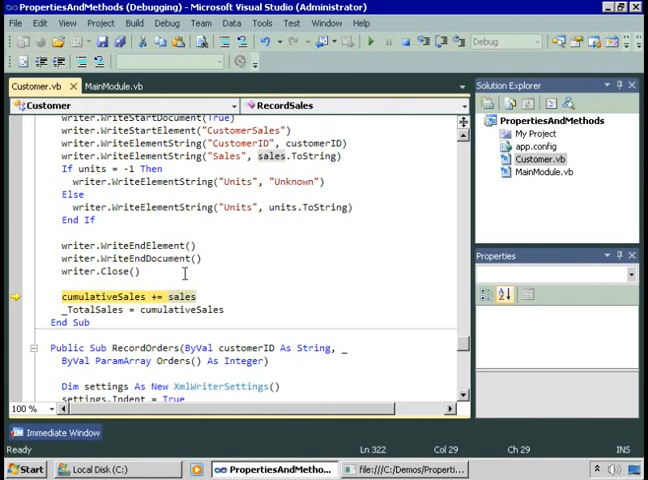 PropertiesAndMethods (Debugging) - Microsoft Visual Studio (Administrator)
File Edit View Project Build Debug Team Data Tools Test Window Help
Debug
Customer.vb MainModule.vb
Customer RecordSales
writer.WriteStartDocument(True)
writer.WriteStartElement("CustomerSales")
writer.WriteElementString("CustomerID", customerID)
writer.WriteElementString("Sales", sales.ToString)
If units = -1 Then
writer.WriteElementString("Units", "Unknown")
Else
writer.WriteElementString("Units", units.ToString)
End If
writer.WriteEndElement()
writer.WriteEndDocument()
writer.Close()
cumulativeSales += sales
_TotalSales = cumulativeSales
End Sub
Public Sub RecordOrders(ByVal customerID As String, _
ByVal ParamArray Orders() As Integer)
Dim settings As New XmlWriterSettings()
settings.Indent = True
100 %
Solution Explorer
PropertiesAndMethods
My Project
app.config
Customer.vb
MainModule.vb
Properties
Immediate Window
Ready Ln 322 Col 29 Ch 29 INS
Start Local Disk (C:) PropertiesAndMetho... file:///C:/Demos/Properti...